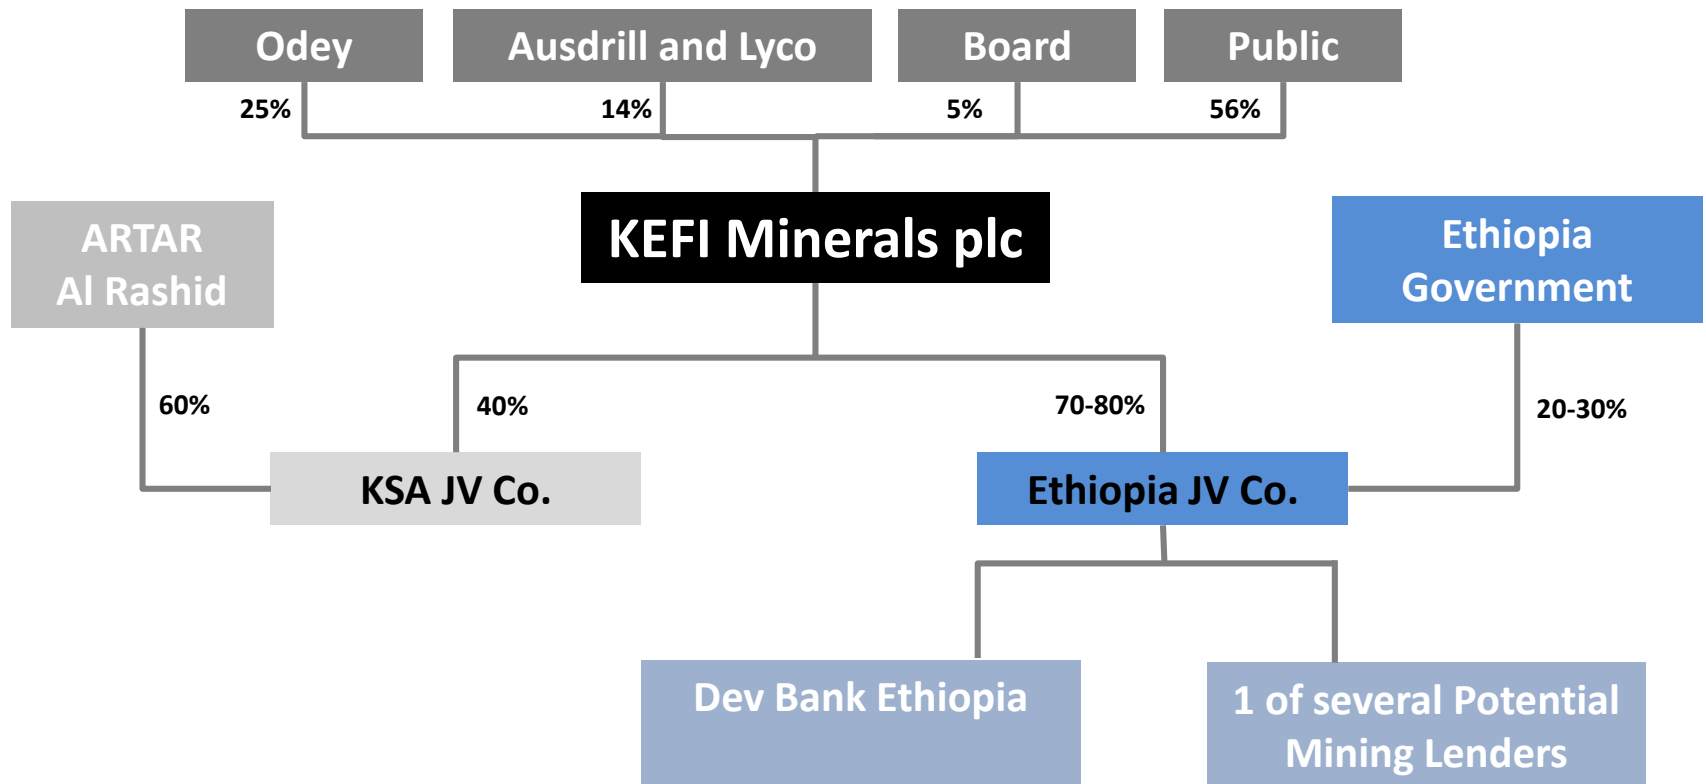 Odey
Ausdrill and Lyco
Board
Public
25%
14%
5%
56%
KEFI Minerals plc
ARTAR
Al Rashid
Ethiopia
Government
60%
40%
70-80%
20-30%
KSA JV Co.
Ethiopia JV Co.
Dev Bank Ethiopia
1 of several Potential
Mining Lenders